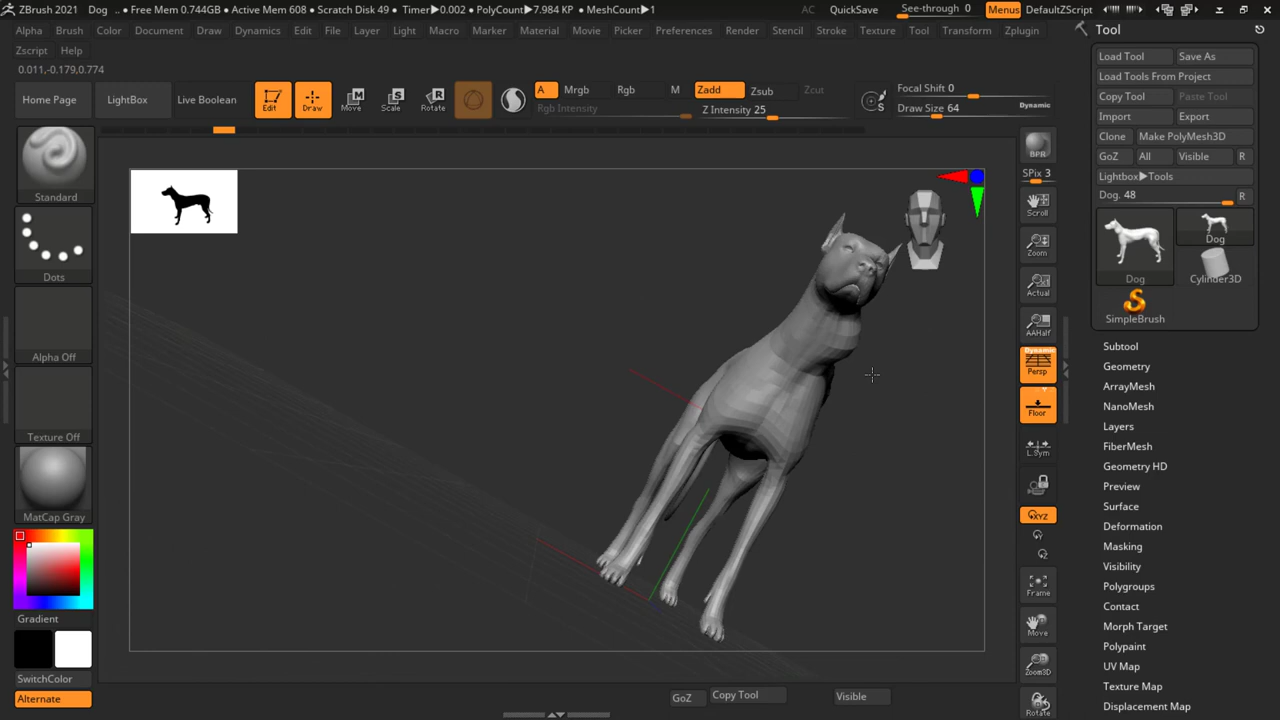 ZBrush 2021 Dog .. • Free Mem 0.744GB • Active Mem 608 • Scratch Disk 49 • Timer▶0.002 • PolyCount▶7.984 KP • MeshCount▶1 AC QuickSave See-through 0 Menus DefaultZScript
Alpha Brush Color Document Draw Dynamics Edit File Layer Light Macro Marker Material Movie Picker Preferences Render Stencil Stroke Texture Tool Transform Zplugin
Zscript Help
0.011,-0.179,0.774
Home Page LightBox Live Boolean Edit Draw Move Scale Rotate
A Mrgb Rgb M Zadd Zsub Zcut Focal Shift 0
Rgb Intensity Z Intensity 25 Draw Size 64 Dynamic
Standard
Dots
Alpha Off
Texture Off
MatCap Gray
Gradient
SwitchColor
Alternate
BPR
SPix 3
Scroll
Zoom
Actual
AAHalf
Dynamic
Persp
Floor
L.Sym
XYZ
Frame
Move
Zoom3D
Rotate
GoZ Copy Tool Visible
Tool
Load Tool Save As
Load Tools From Project
Copy Tool Paste Tool
Import Export
Clone Make PolyMesh3D
GoZ All Visible R
Lightbox▶Tools
Dog. 48 R
Dog
Dog Cylinder3D
SimpleBrush
Subtool
Geometry
ArrayMesh
NanoMesh
Layers
FiberMesh
Geometry HD
Preview
Surface
Deformation
Masking
Visibility
Polygroups
Contact
Morph Target
Polypaint
UV Map
Texture Map
Displacement Map